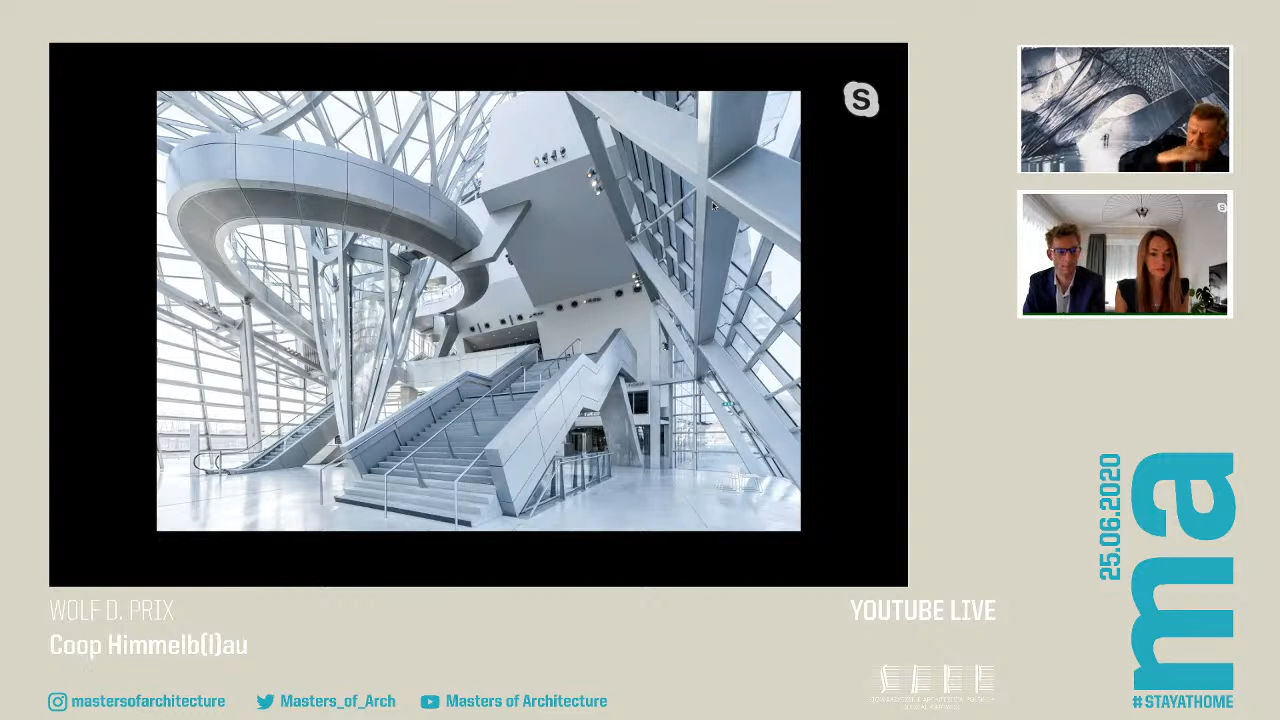 S
WOLF D. PRIX
Coop Himmelb(l)au
YOUTUBE LIVE
mastersofarchitecture
Masters_of_Arch
Masters of Architecture
25.06.2020
ma
#STAYATHOME